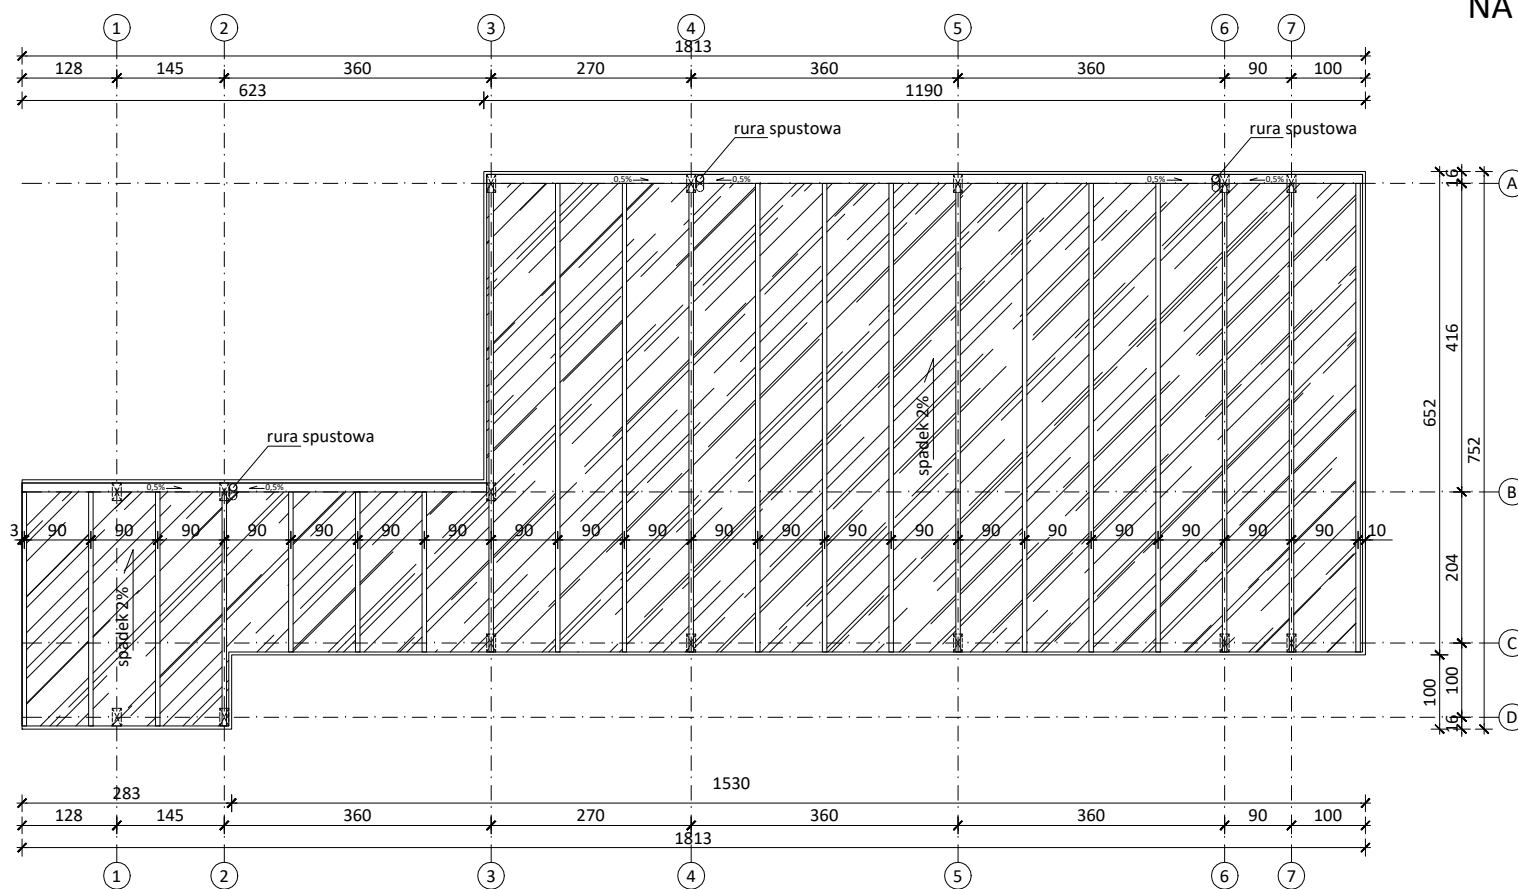 NA
1 2 3 4 5 6 7
1813
128 145 360 270 360 360 90 100
623 1190
rura spustowa rura spustowa
0,5% 0,5% 0,5% 0,5%
16
A
416
652
752
spadek 2%
rura spustowa
0,5% 0,5%
B
3 90 90 90 90 90 90 90 90 90 90 90 90 90 90 90 90 90 90 90 90 10
204
spadek 2%
C
100 100
16
D
283 1530
128 145 360 270 360 360 90 100
1813
1 2 3 4 5 6 7